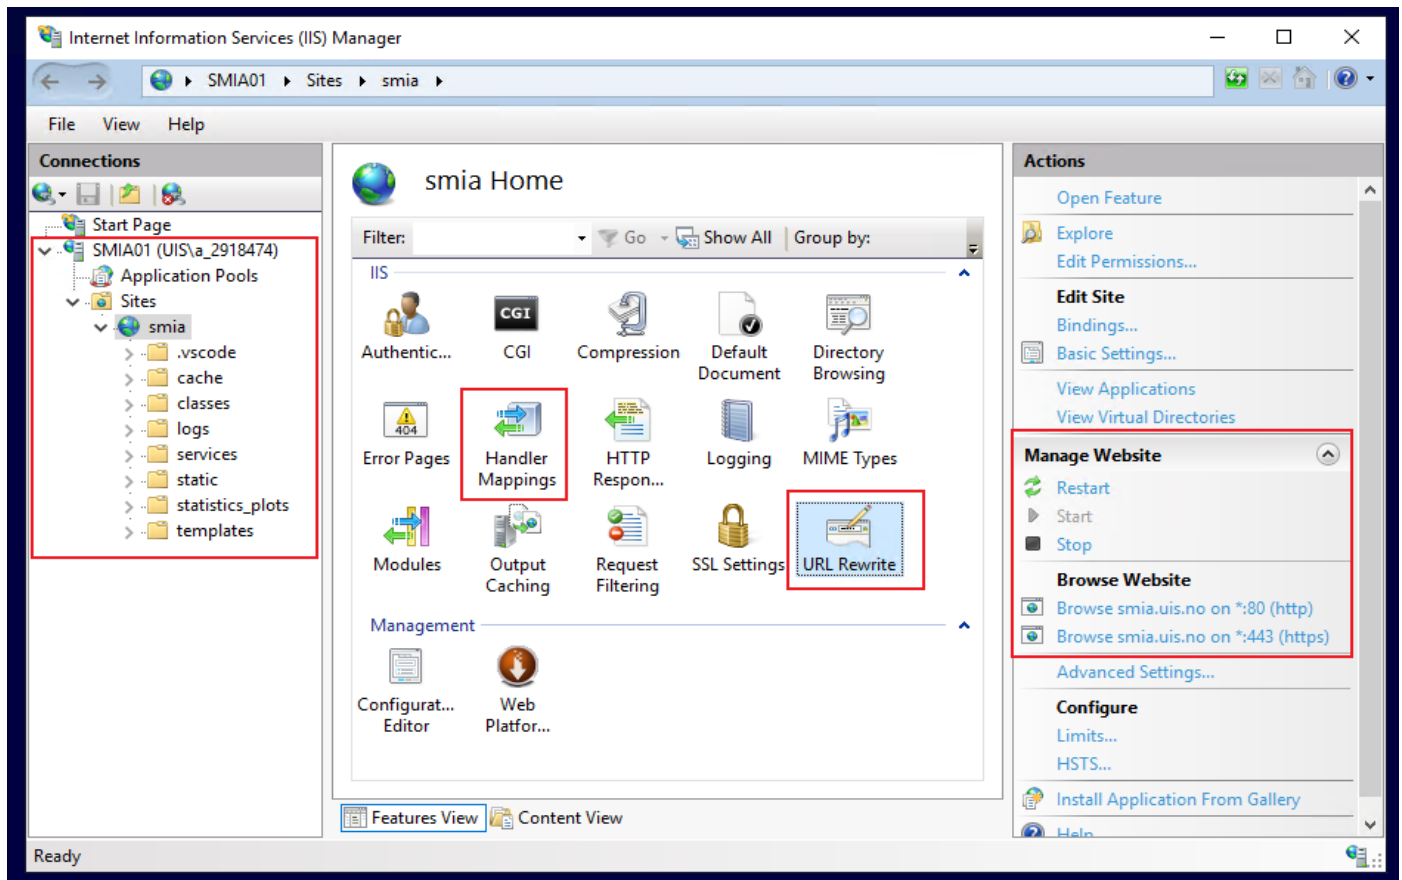 Internet Information Services (IIS) Manager
SMIA01 Sites smia
File View Help
Connections
Start Page
SMIA01 (UIS\a_2918474)
Application Pools
Sites
smia
.vscode
cache
classes
logs
services
static
statistics_plots
templates
smia Home
Filter: Go Show All Group by:
IIS
Authentic... CGI Compression Default Document Directory Browsing
404
Error Pages Handler Mappings HTTP Respon... Logging MIME Types
Modules Output Caching Request Filtering SSL Settings URL Rewrite
Management
Configurat... Editor Web Platfor...
Features View Content View
Actions
Open Feature
Explore
Edit Permissions...
Edit Site
Bindings...
Basic Settings...
View Applications
View Virtual Directories
Manage Website
Restart
Start
Stop
Browse Website
Browse smia.uis.no on *:80 (http)
Browse smia.uis.no on *:443 (https)
Advanced Settings...
Configure
Limits...
HSTS...
Install Application From Gallery
Help
Ready